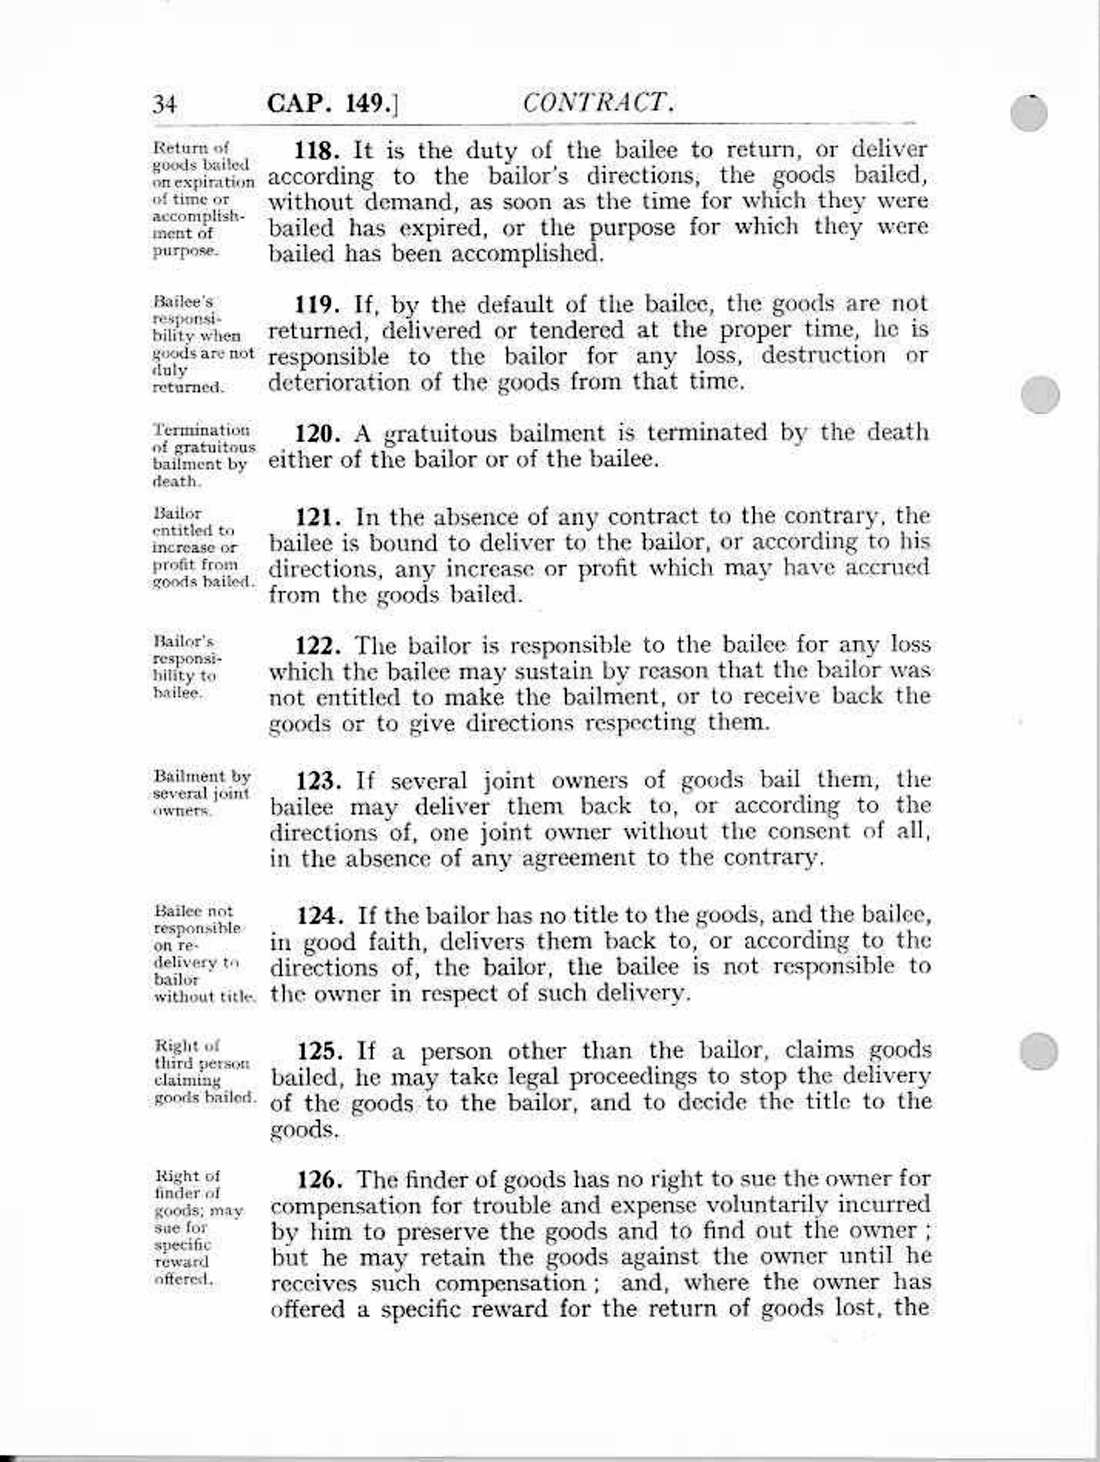 34 CAP. 149.] CONTRACT.
Return of
goods bailed
on expiration
of time or
accomplish-
ment of
purpose.
118. It is the duty of the bailee to return, or deliver
according to the bailor's directions, the goods bailed,
without demand, as soon as the time for which they were
bailed has expired, or the purpose for which they were
bailed has been accomplished.
Bailee's
responsi-
bility when
goods are not
duly
returned.
119. If, by the default of the bailee, the goods are not
returned, delivered or tendered at the proper time, he is
responsible to the bailor for any loss, destruction or
deterioration of the goods from that time.
Termination
of gratuitous
bailment by
death.
120. A gratuitous bailment is terminated by the death
either of the bailor or of the bailee.
Bailor
entitled to
increase or
profit from
goods bailed.
121. In the absence of any contract to the contrary, the
bailee is bound to deliver to the bailor, or according to his
directions, any increase or profit which may have accrued
from the goods bailed.
Bailor's
responsi-
bility to
bailee.
122. The bailor is responsible to the bailee for any loss
which the bailee may sustain by reason that the bailor was
not entitled to make the bailment, or to receive back the
goods or to give directions respecting them.
Bailment by
several joint
owners.
123. If several joint owners of goods bail them, the
bailee may deliver them back to, or according to the
directions of, one joint owner without the consent of all,
in the absence of any agreement to the contrary.
Bailee not
responsible
on re-
delivery to
bailor
without title.
124. If the bailor has no title to the goods, and the bailee,
in good faith, delivers them back to, or according to the
directions of, the bailor, the bailee is not responsible to
the owner in respect of such delivery.
Right of
third person
claiming
goods bailed.
125. If a person other than the bailor, claims goods
bailed, he may take legal proceedings to stop the delivery
of the goods to the bailor, and to decide the title to the
goods.
Right of
finder of
goods; may
sue for
specific
reward
offered.
126. The finder of goods has no right to sue the owner for
compensation for trouble and expense voluntarily incurred
by him to preserve the goods and to find out the owner ;
but he may retain the goods against the owner until he
receives such compensation ; and, where the owner has
offered a specific reward for the return of goods lost, the